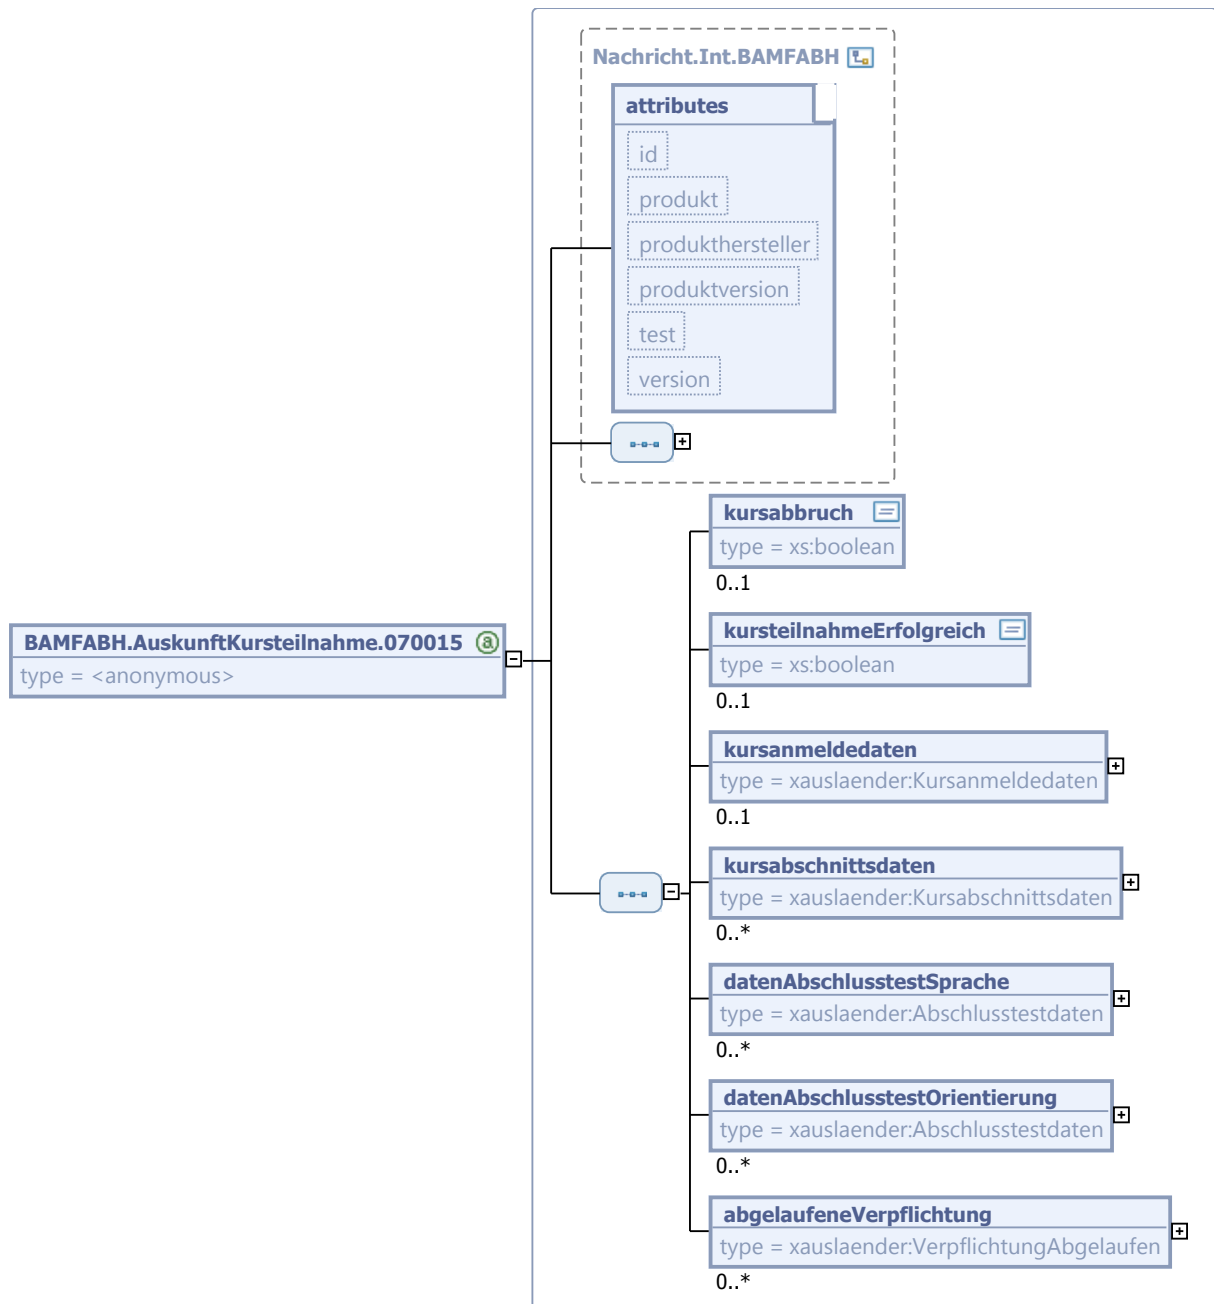 Nachricht.Int.BAMFABH
attributes
id
produkt
produkthersteller
produktversion
test
version
kursabbruch
type = xs:boolean
0..1
kursteilnahmeErfolgreich
type = xs:boolean
0..1
BAMFABH.AuskunftKursteilnahme.070015
type = <anonymous>
kursanmeldedaten
type = xauslaender:Kursanmeldedaten
0..1
kursabschnittsdaten
type = xauslaender:Kursabschnittsdaten
0..*
datenAbschlusstestSprache
type = xauslaender:Abschlusstestdaten
0..*
datenAbschlusstestOrientierung
type = xauslaender:Abschlusstestdaten
0..*
abgelaufeneVerpflichtung
type = xauslaender:VerpflichtungAbgelaufen
0..*